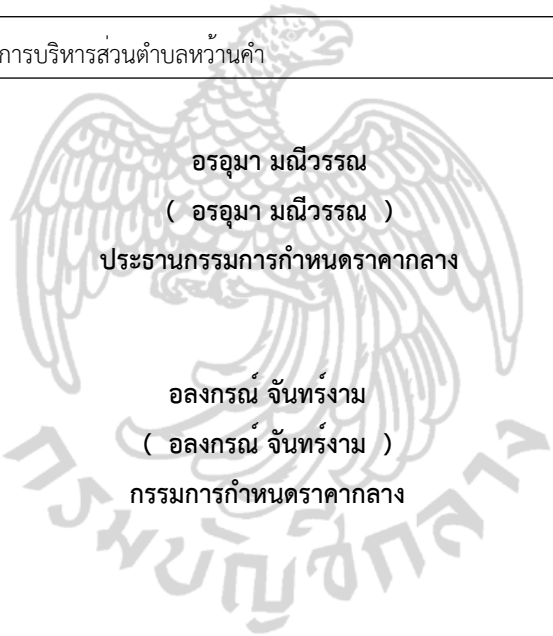 การบริหารส่วนตำบลหว้านคำ
อรอุมา มณีวรรณ
( อรอุมา มณีวรรณ )
ประธานกรรมการกำหนดราคากลาง
อลงกรณ์ จันทร์งาม
( อลงกรณ์ จันทร์งาม )
กรรมการกำหนดราคากลาง
กรมบัญชีกลาง